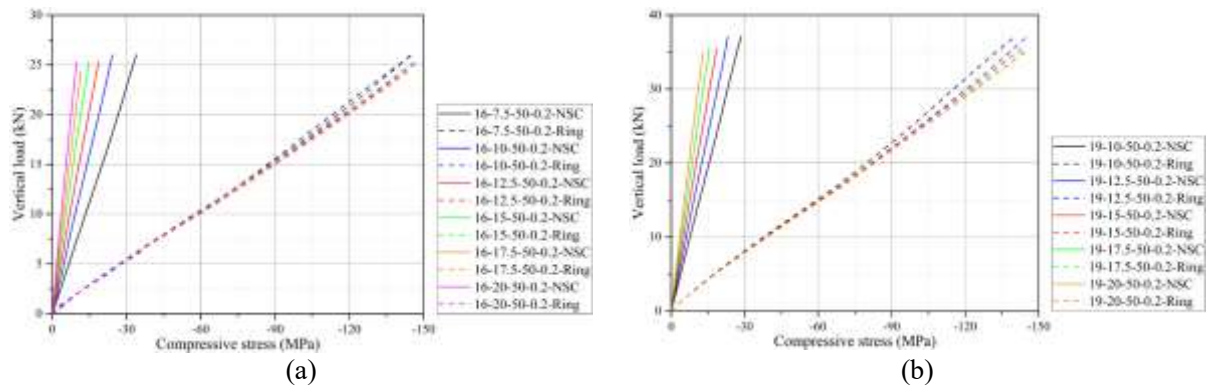 30
25
20
15
10
5
0
Vertical load (kN)
0 -30 -60 -90 -120 -150
Compressive stress (MPa)
16-7.5-50-0.2-NSC
16-7.5-50-0.2-Ring
16-10-50-0.2-NSC
16-10-50-0.2-Ring
16-12.5-50-0.2-NSC
16-12.5-50-0.2-Ring
16-15-50-0.2-NSC
16-15-50-0.2-Ring
16-17.5-50-0.2-NSC
16-17.5-50-0.2-Ring
16-20-50-0.2-NSC
16-20-50-0.2-Ring
(a)
40
30
20
10
0
Vertical load (kN)
0 -30 -60 -90 -120 -150
Compressive stress (MPa)
19-10-50-0.2-NSC
19-10-50-0.2-Ring
19-12.5-50-0.2-NSC
19-12.5-50-0.2-Ring
19-15-50-0.2-NSC
19-15-50-0.2-Ring
19-17.5-50-0.2-NSC
19-17.5-50-0.2-Ring
19-20-50-0.2-NSC
19-20-50-0.2-Ring
(b)